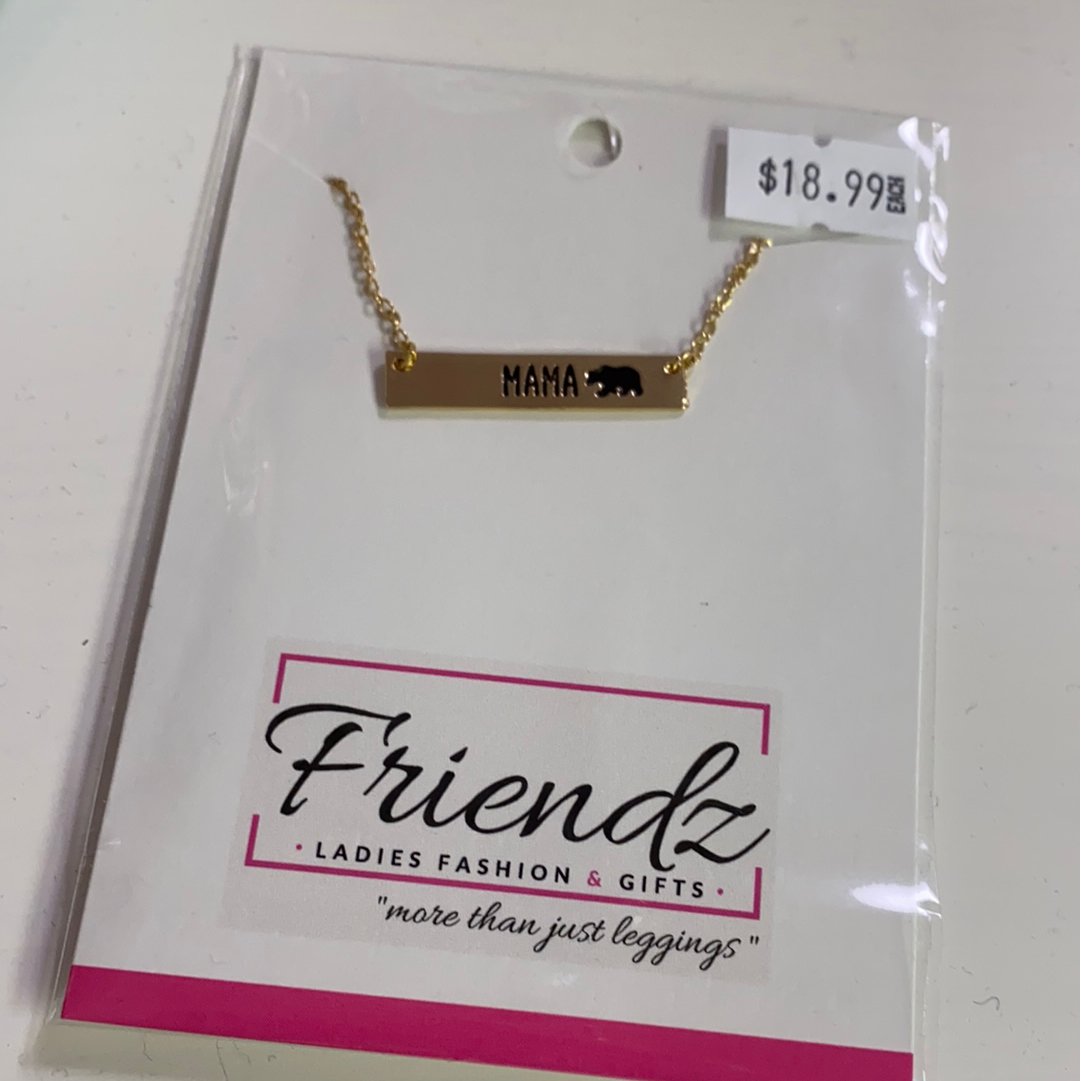 $18.99 EACH
MAMA
Friendz
• LADIES FASHION & GIFTS •
"more than just leggings"